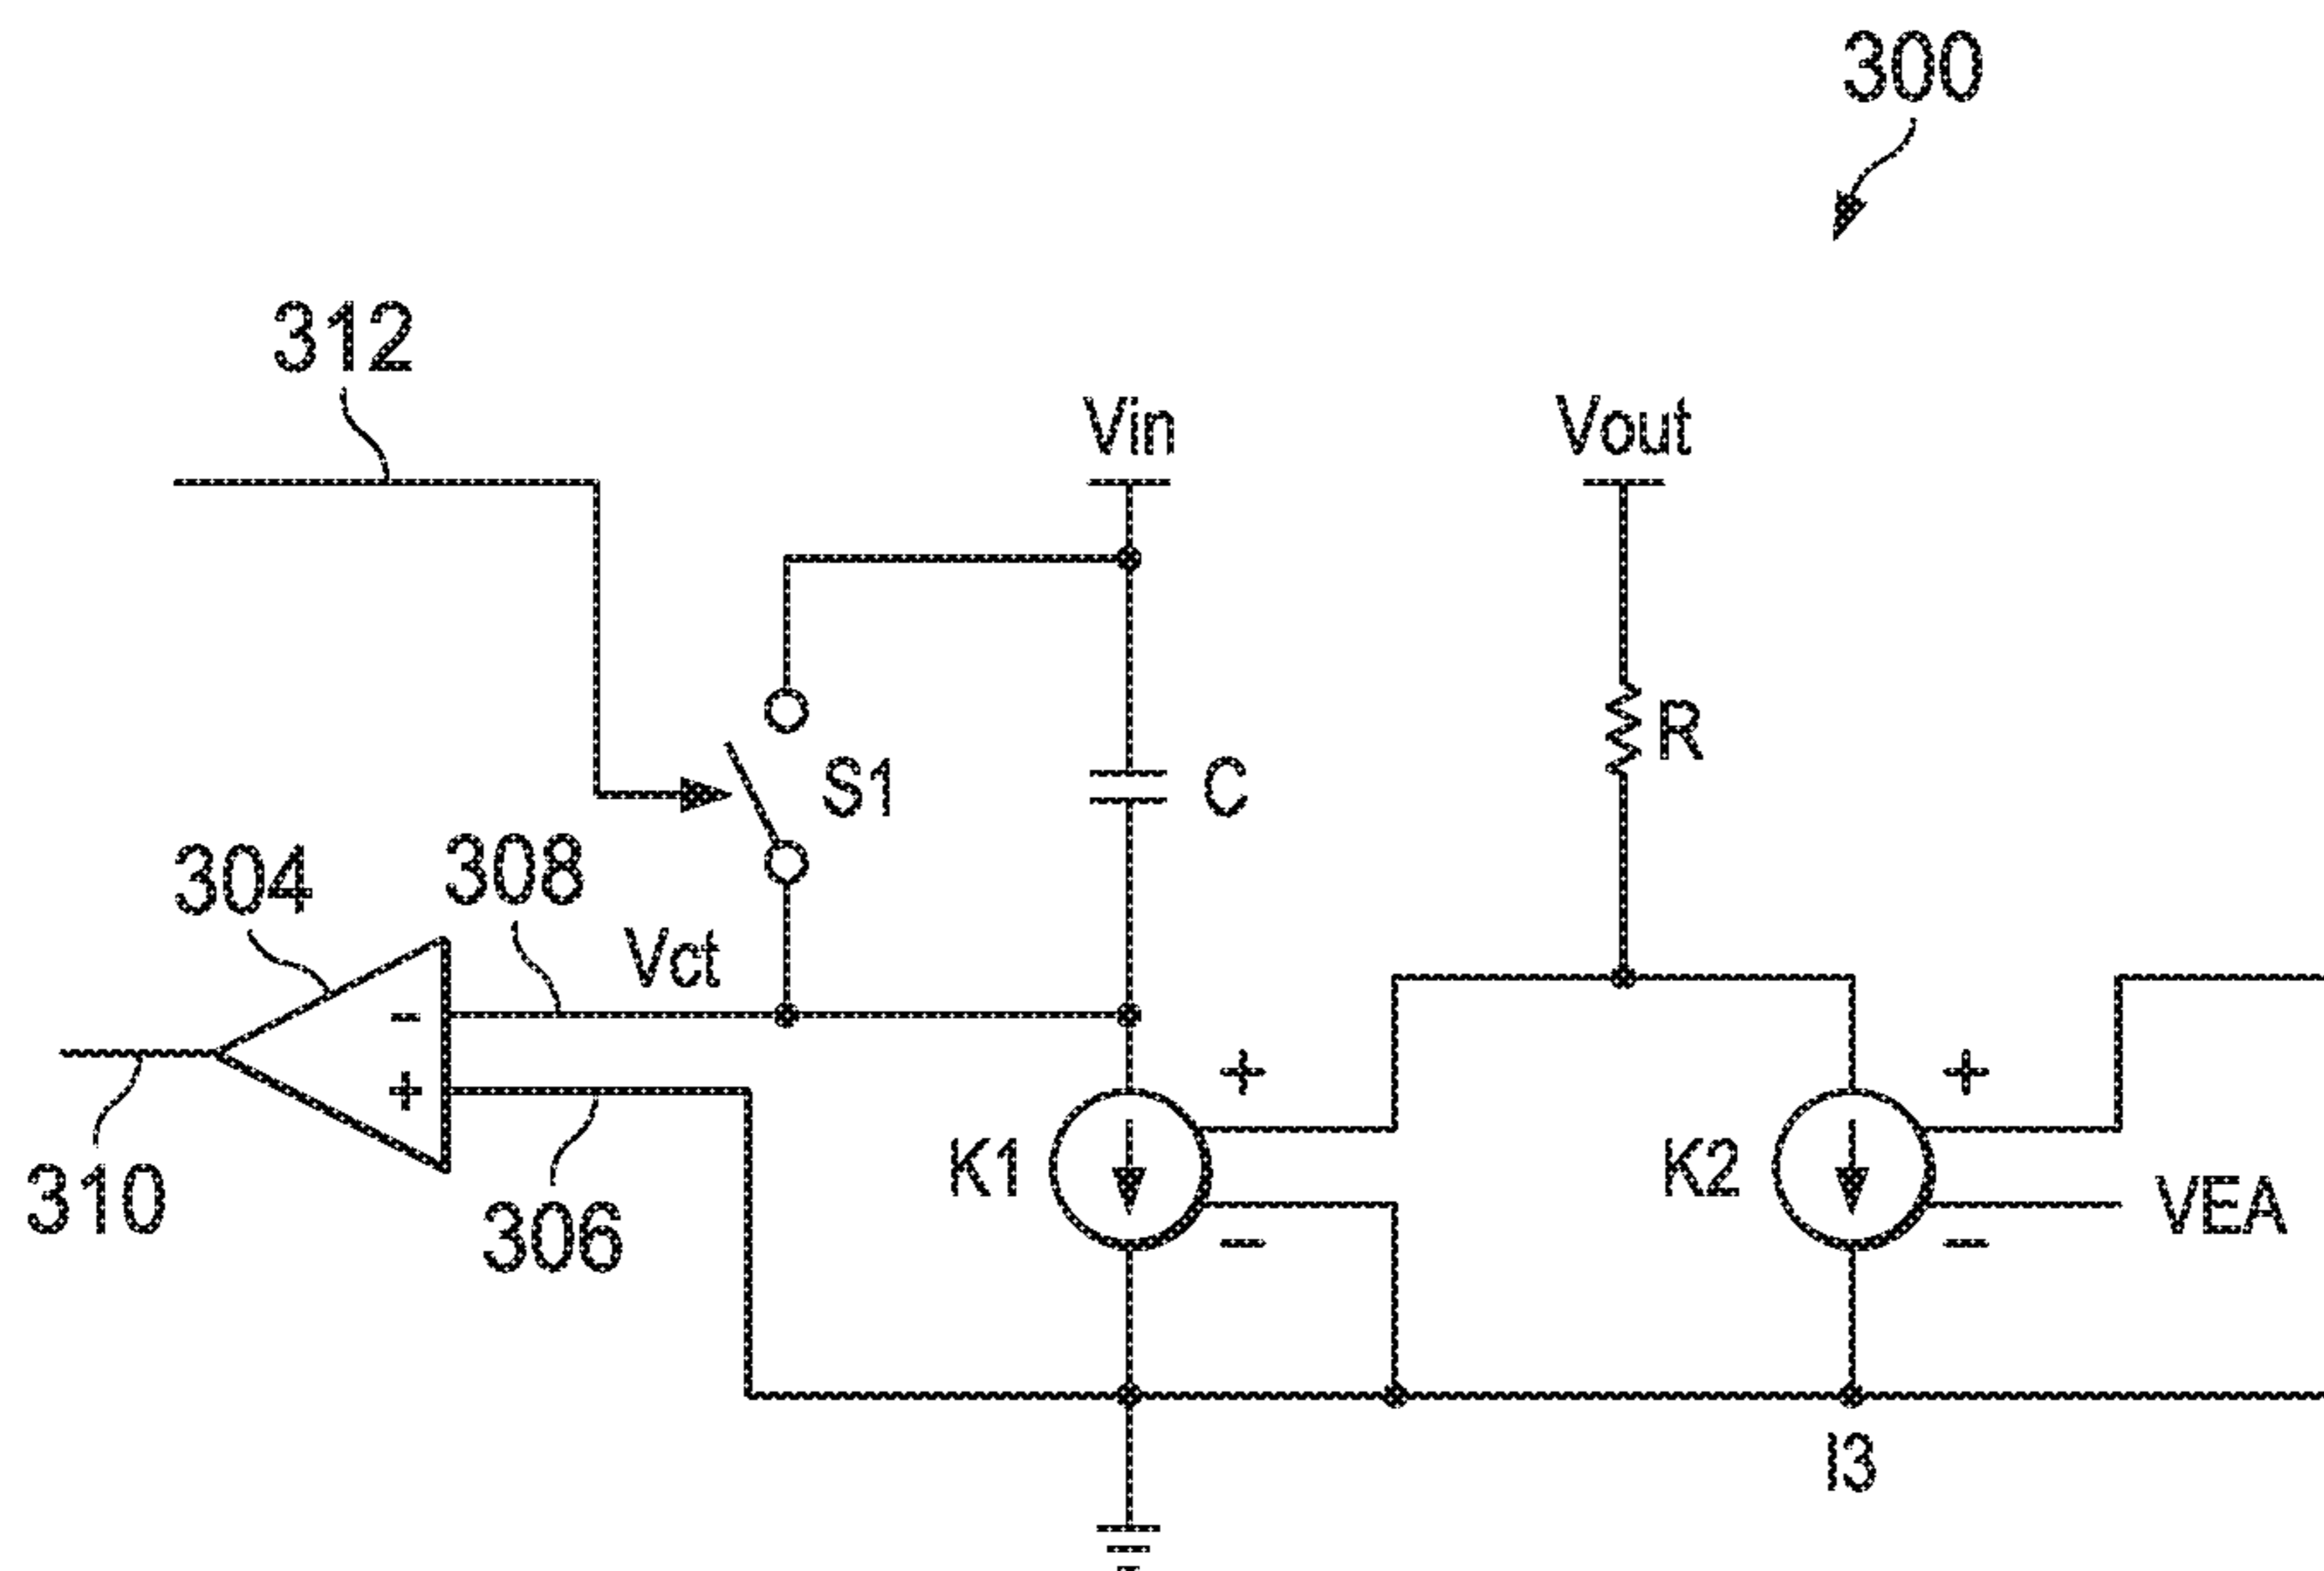 300
312
Vin
Vout
R
S1
C
304
308
Vct
-
+
+
+
K1
K2
310
306
-
-
VEA
I3